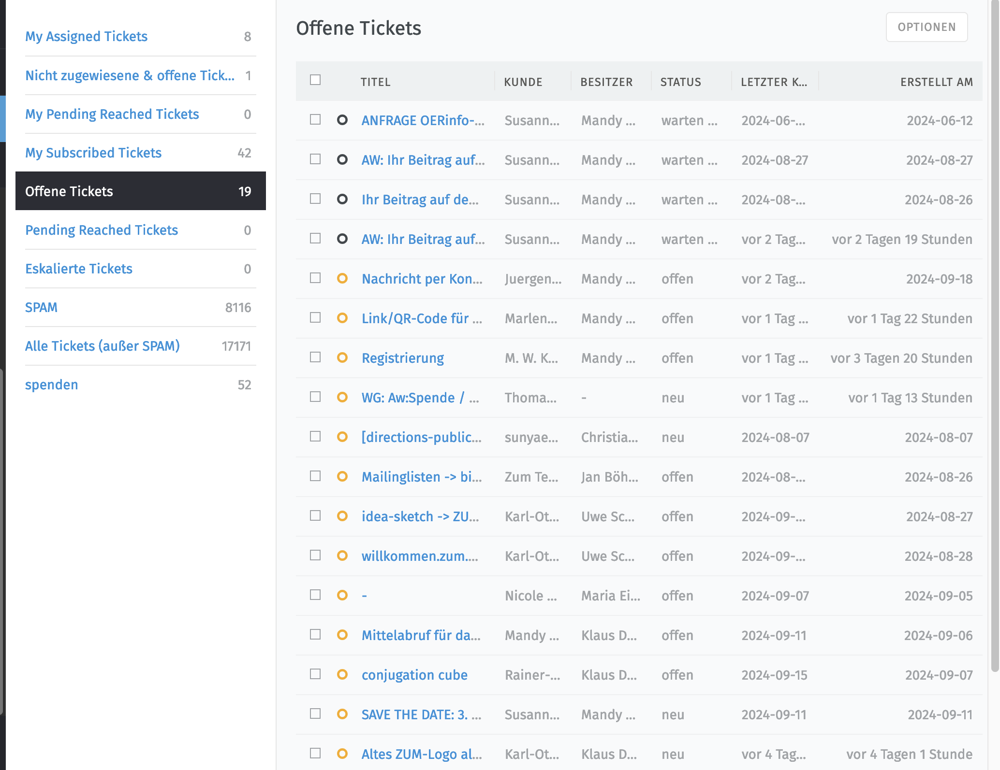 My Assigned Tickets 8
Nicht zugewiesene & offene Tick... 1
My Pending Reached Tickets 0
My Subscribed Tickets 42
Offene Tickets 19
Pending Reached Tickets 0
Eskalierte Tickets 0
SPAM 8116
Alle Tickets (außer SPAM) 17171
spenden 52
Offene Tickets
OPTIONEN
TITEL KUNDE BESITZER STATUS LETZTER K... ERSTELLT AM
ANFRAGE OERinfo-... Susann... Mandy ... warten ... 2024-06-... 2024-06-12
AW: Ihr Beitrag auf... Susann... Mandy ... warten ... 2024-08-27 2024-08-27
Ihr Beitrag auf de... Susann... Mandy ... warten ... 2024-08-... 2024-08-26
AW: Ihr Beitrag auf... Susann... Mandy ... warten ... vor 2 Tag... vor 2 Tagen 19 Stunden
Nachricht per Kon... Juergen... Mandy ... offen vor 2 Tag... 2024-09-18
Link/QR-Code für ... Marlen... Mandy ... offen vor 1 Tag ... vor 1 Tag 22 Stunden
Registrierung M. W. K... Mandy ... offen vor 1 Tag ... vor 3 Tagen 20 Stunden
WG: Aw:Spende / ... Thoma... - neu vor 1 Tag ... vor 1 Tag 13 Stunden
[directions-public... sunyae... Christia... neu 2024-08-07 2024-08-07
Mailinglisten -> bi... Zum Te... Jan Böh... offen 2024-08-... 2024-08-26
idea-sketch -> ZU... Karl-Ot... Uwe Sc... offen 2024-09-... 2024-08-27
willkommen.zum.... Karl-Ot... Uwe Sc... offen 2024-09-... 2024-08-28
- Nicole ... Maria Ei... offen 2024-09-07 2024-09-05
Mittelabruf für da... Mandy ... Klaus D... offen 2024-09-11 2024-09-06
conjugation cube Rainer-... Klaus D... offen 2024-09-15 2024-09-07
SAVE THE DATE: 3. ... Susann... Mandy ... neu 2024-09-11 2024-09-11
Altes ZUM-Logo al... Karl-Ot... Klaus D... neu vor 4 Tag... vor 4 Tagen 1 Stunde